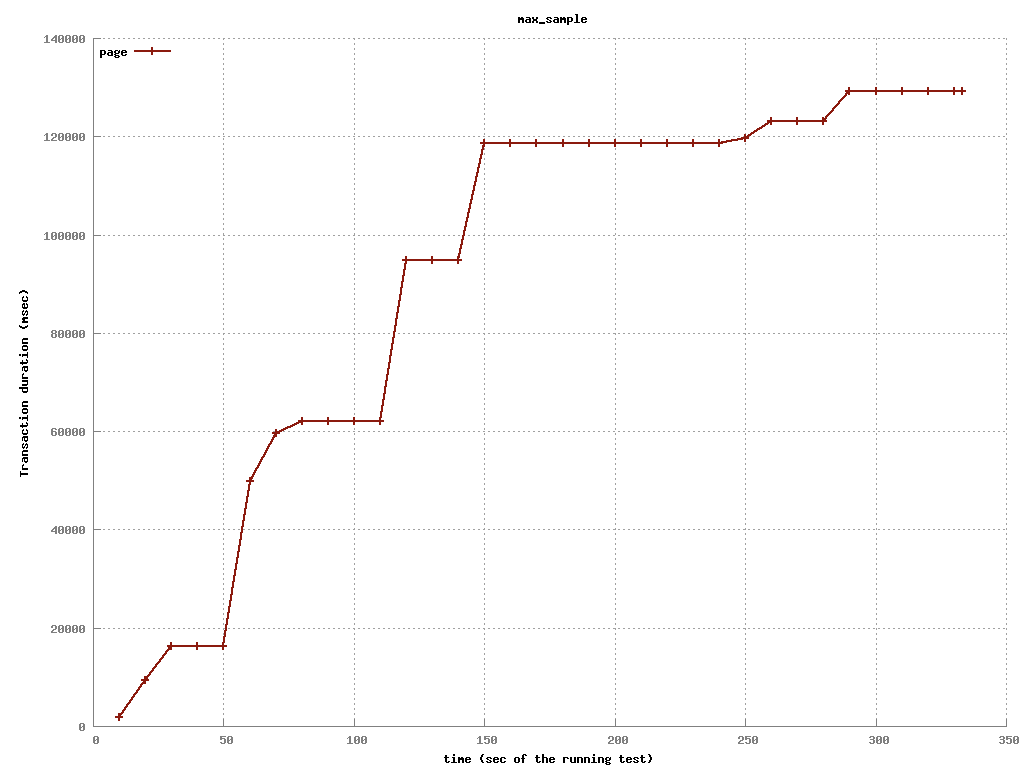 max_sample
page
140000
120000
100000
80000
60000
40000
20000
0
Transaction duration (msec)
0 50 100 150 200 250 300 350
time (sec of the running test)